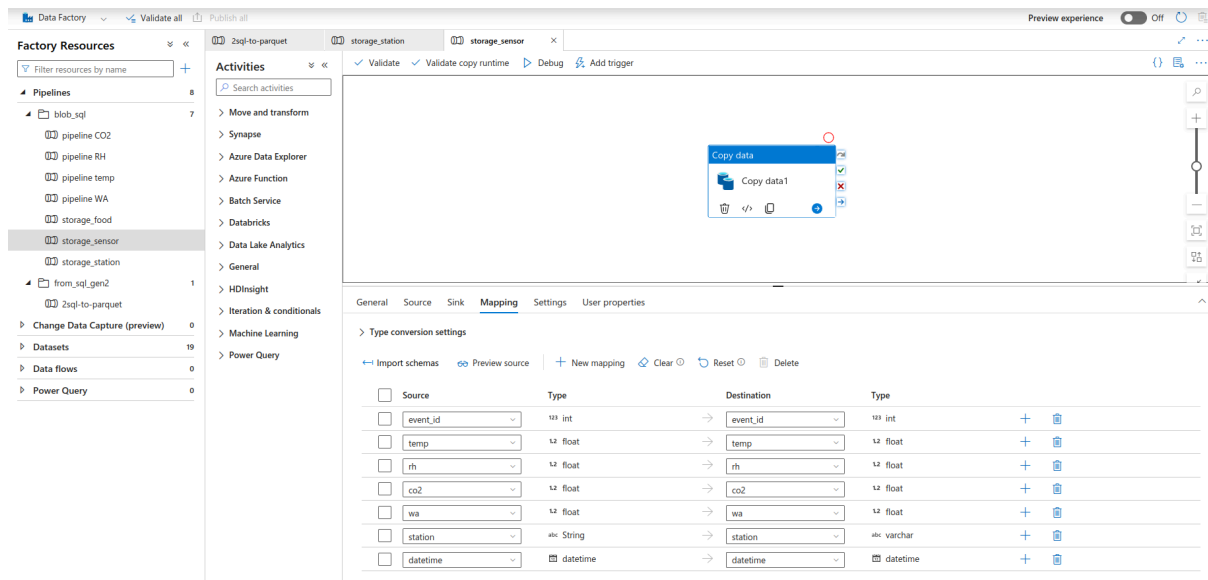 Data Factory
Validate all
Publish all
Preview experience
Off
Factory Resources
Filter resources by name
Pipelines 8
blob_sql 7
pipeline CO2
pipeline RH
pipeline temp
pipeline WA
storage_food
storage_sensor
storage_station
from_sql_gen2 1
2sql-to-parquet
Change Data Capture (preview) 0
Datasets 19
Data flows 0
Power Query 0
2sql-to-parquet
storage_station
storage_sensor
Activities
Search activities
Move and transform
Synapse
Azure Data Explorer
Azure Function
Batch Service
Databricks
Data Lake Analytics
General
HDInsight
Iteration & conditionals
Machine Learning
Power Query
Validate
Validate copy runtime
Debug
Add trigger
Copy data
Copy data1
General Source Sink Mapping Settings User properties
Type conversion settings
Import schemas Preview source New mapping Clear Reset Delete
Source Type Destination Type
event_id 123 int event_id 123 int
temp 1.2 float temp 1.2 float
rh 1.2 float rh 1.2 float
co2 1.2 float co2 1.2 float
wa 1.2 float wa 1.2 float
station abc String station abc varchar
datetime datetime datetime datetime